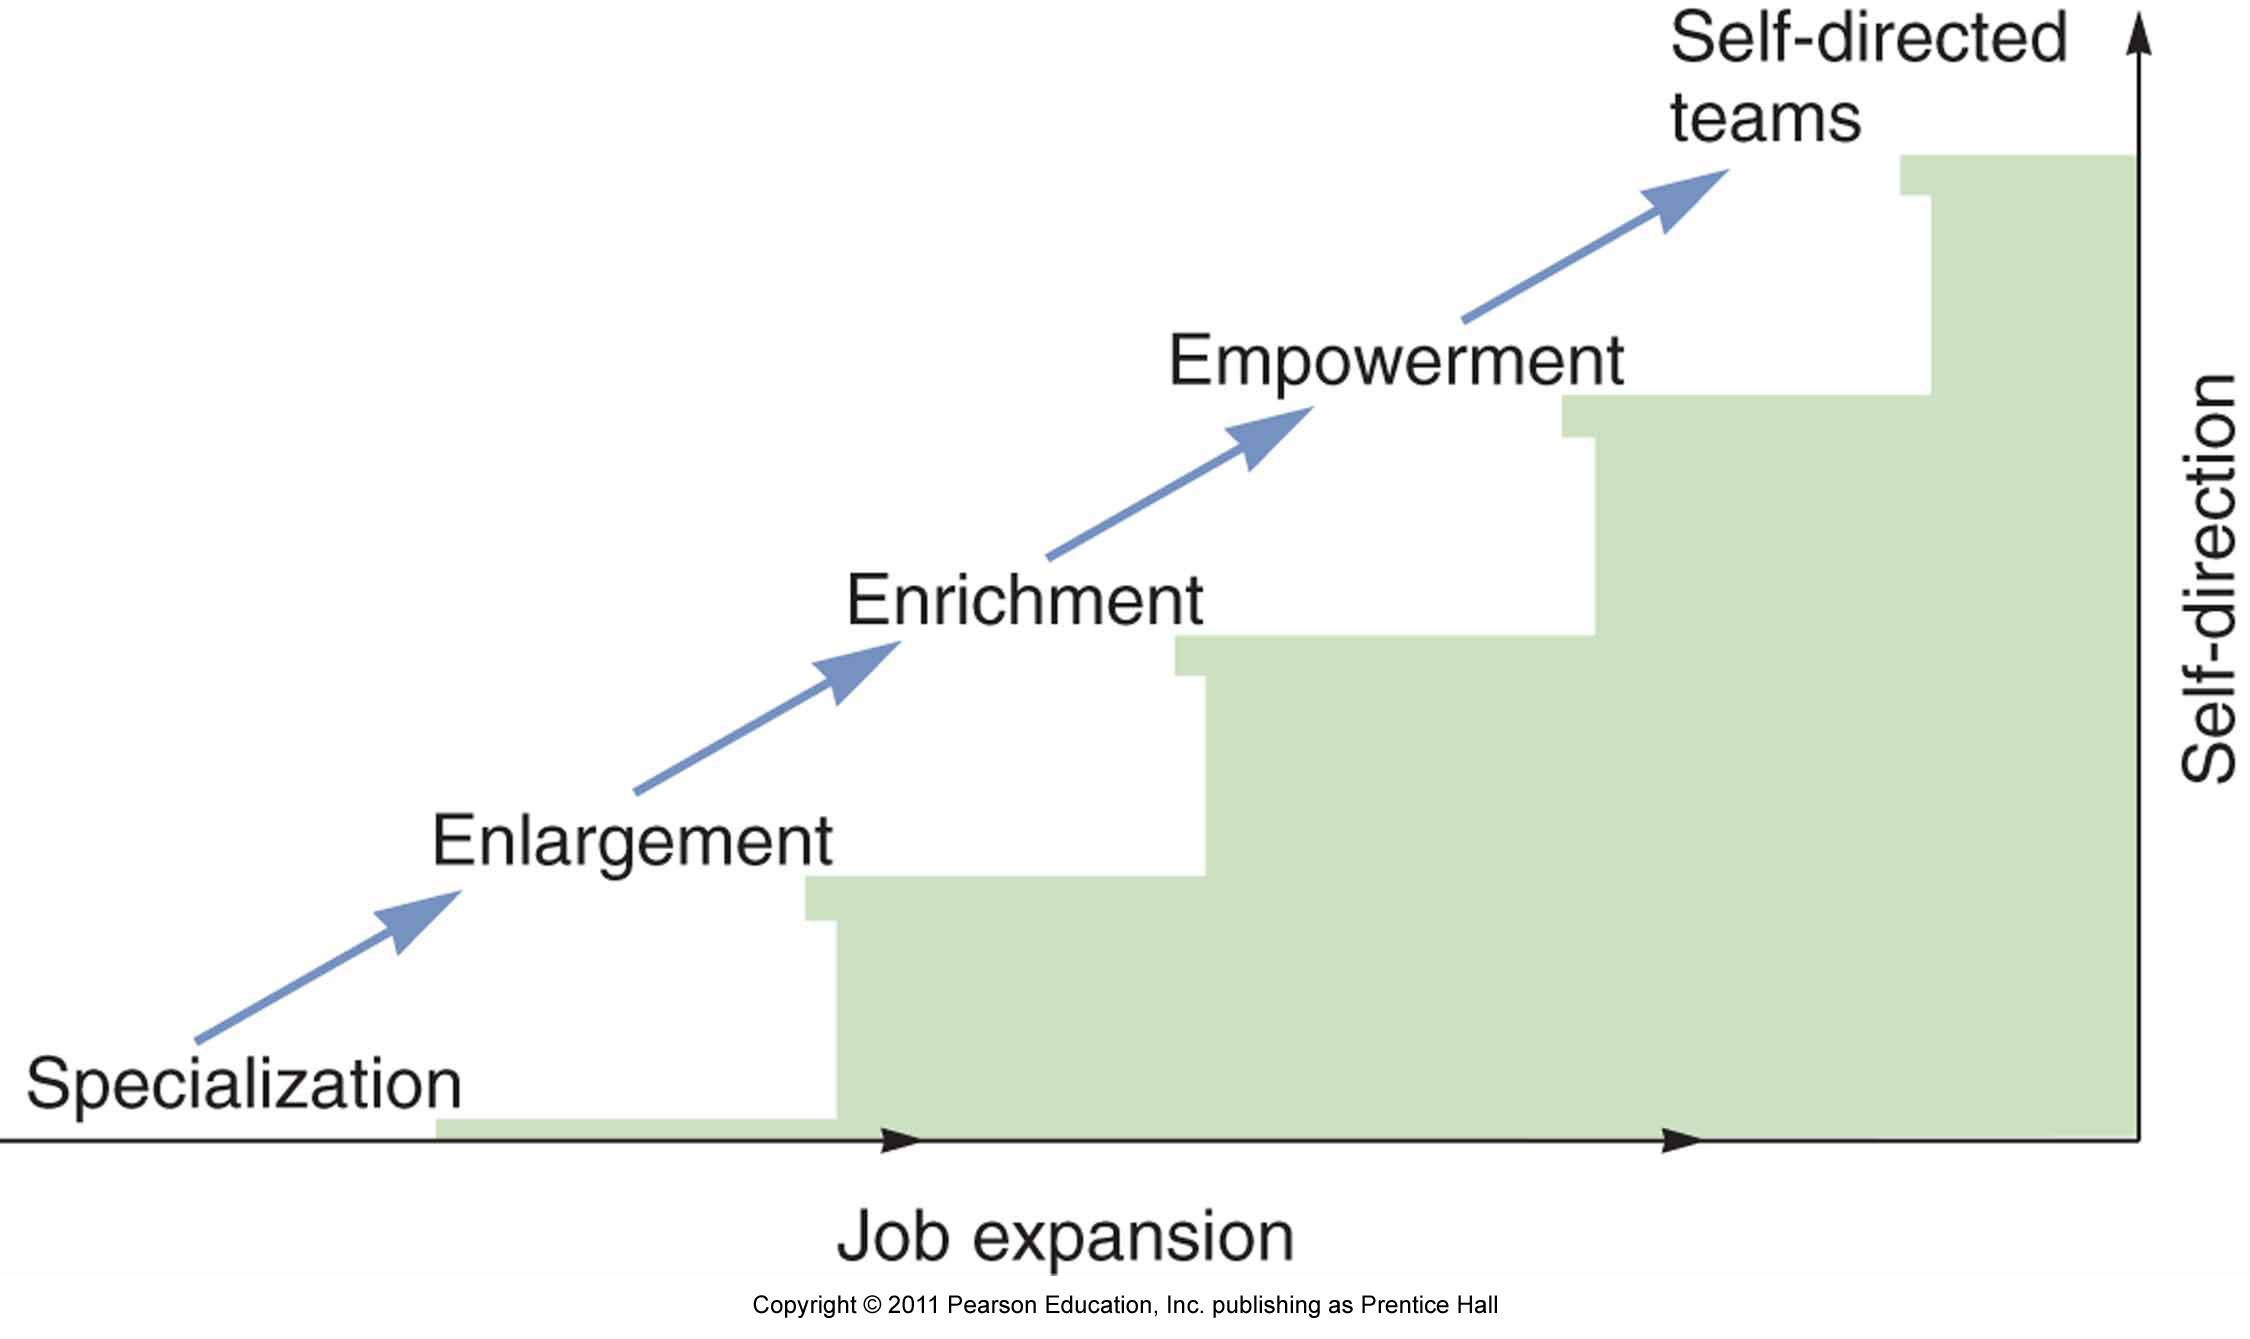 Self-directed
teams
Empowerment
Enrichment
Enlargement
Specialization
Self-direction
Job expansion
Copyright © 2011 Pearson Education, Inc. publishing as Prentice Hall